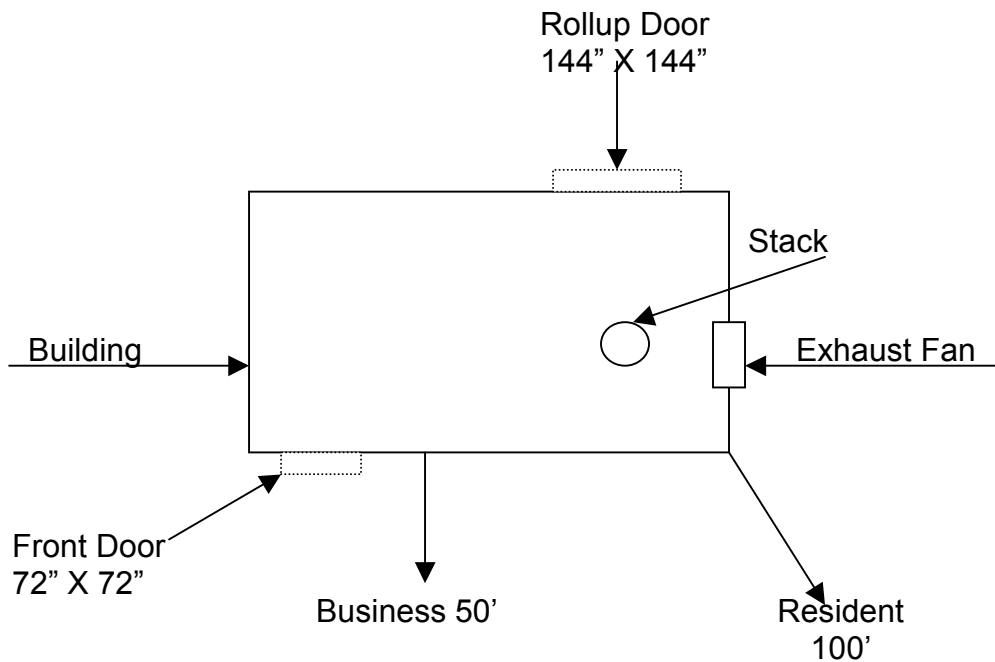 Rollup Door
144” X 144”
Stack
Building
Exhaust Fan
Front Door
72” X 72”
Business 50’
Resident
100’